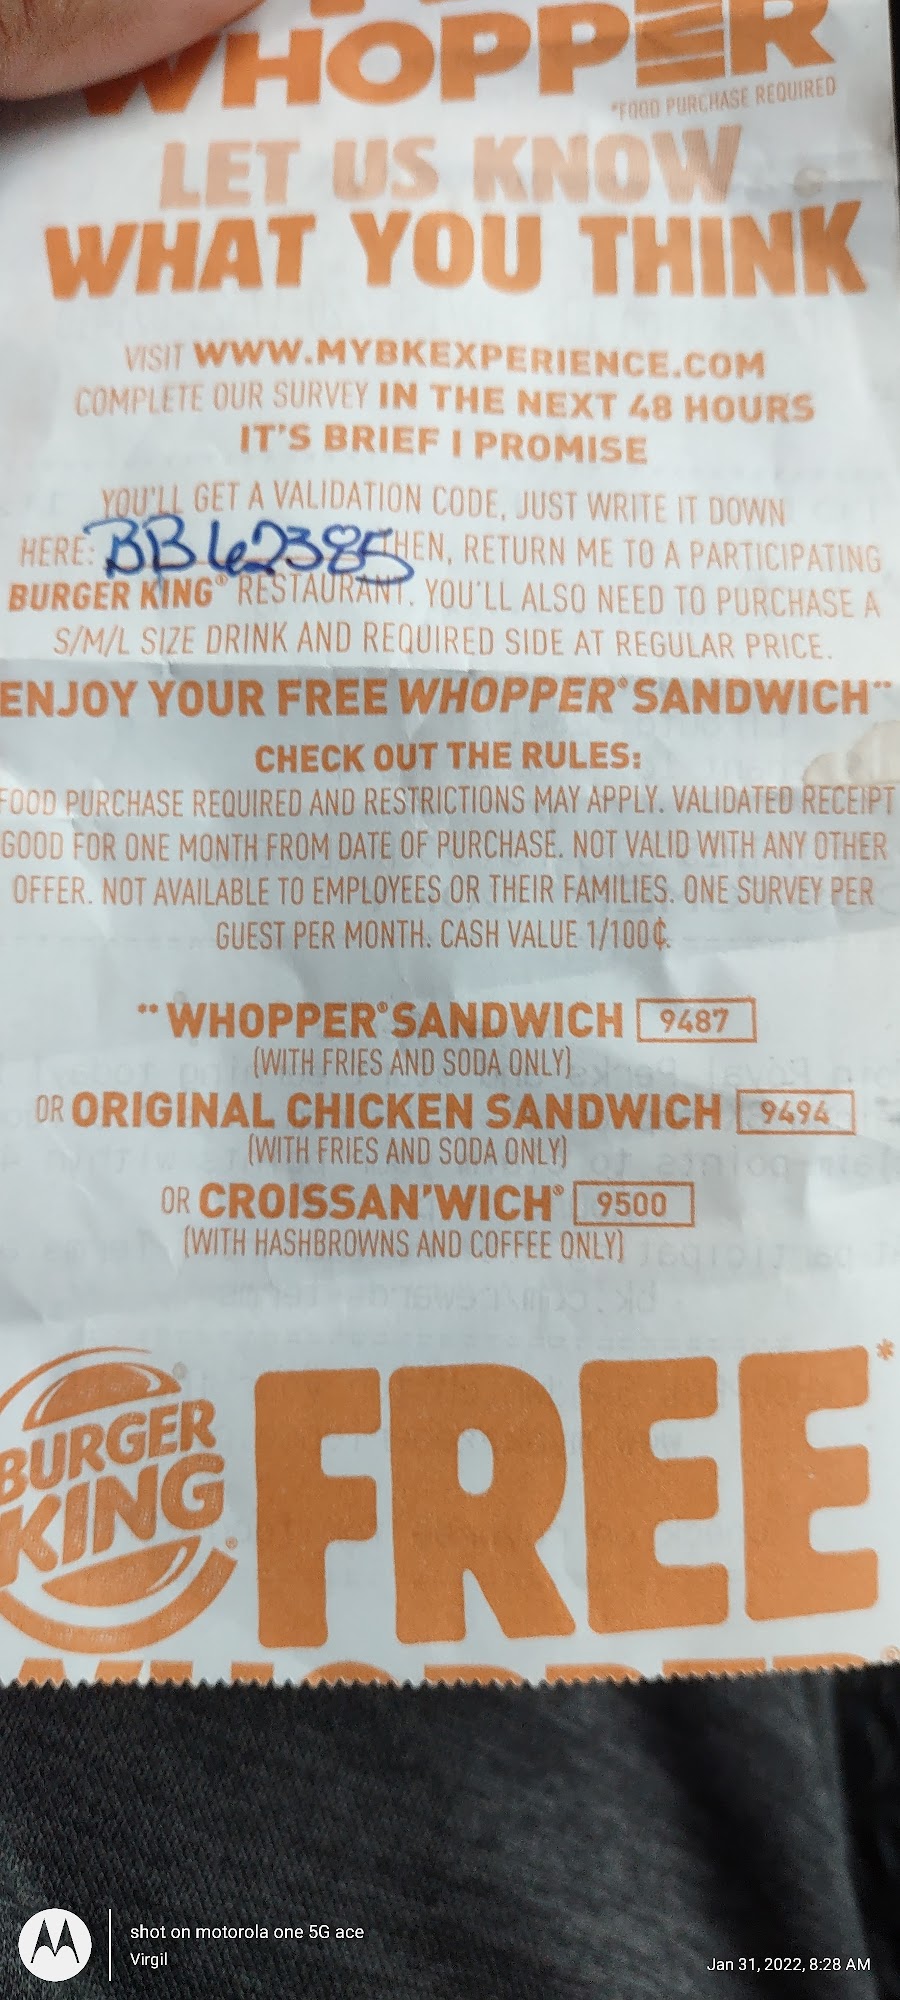 WHOPPER
*FOOD PURCHASE REQUIRED
LET US KNOW
WHAT YOU THINK
VISIT WWW.MYBKEXPERIENCE.COM
COMPLETE OUR SURVEY IN THE NEXT 48 HOURS
IT'S BRIEF I PROMISE
YOU'LL GET A VALIDATION CODE, JUST WRITE IT DOWN
HERE: BB62385 THEN, RETURN ME TO A PARTICIPATING
BURGER KING® RESTAURANT. YOU'LL ALSO NEED TO PURCHASE A
S/M/L SIZE DRINK AND REQUIRED SIDE AT REGULAR PRICE.
ENJOY YOUR FREE WHOPPER® SANDWICH**
CHECK OUT THE RULES:
FOOD PURCHASE REQUIRED AND RESTRICTIONS MAY APPLY. VALIDATED RECEIPT
GOOD FOR ONE MONTH FROM DATE OF PURCHASE. NOT VALID WITH ANY OTHER
OFFER. NOT AVAILABLE TO EMPLOYEES OR THEIR FAMILIES. ONE SURVEY PER
GUEST PER MONTH. CASH VALUE 1/100¢.
**WHOPPER® SANDWICH 9487
(WITH FRIES AND SODA ONLY)
OR ORIGINAL CHICKEN SANDWICH 9494
(WITH FRIES AND SODA ONLY)
OR CROISSAN'WICH® 9500
(WITH HASHBROWNS AND COFFEE ONLY)
BURGER KING®
FREE*
WHOPPER®
shot on motorola one 5G ace
Virgil
Jan 31, 2022, 8:28 AM